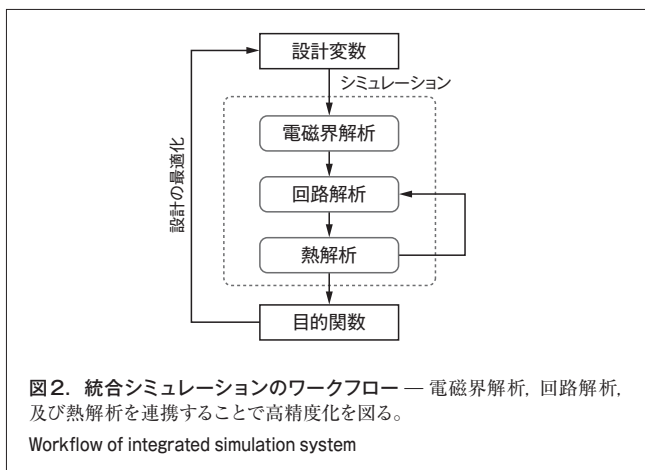 設計変数
シミュレーション
電磁界解析
設計の最適化
回路解析
熱解析
目的関数
図2. 統合シミュレーションのワークフロー — 電磁界解析, 回路解析,
及び熱解析を連携することで高精度化を図る。
Workflow of integrated simulation system